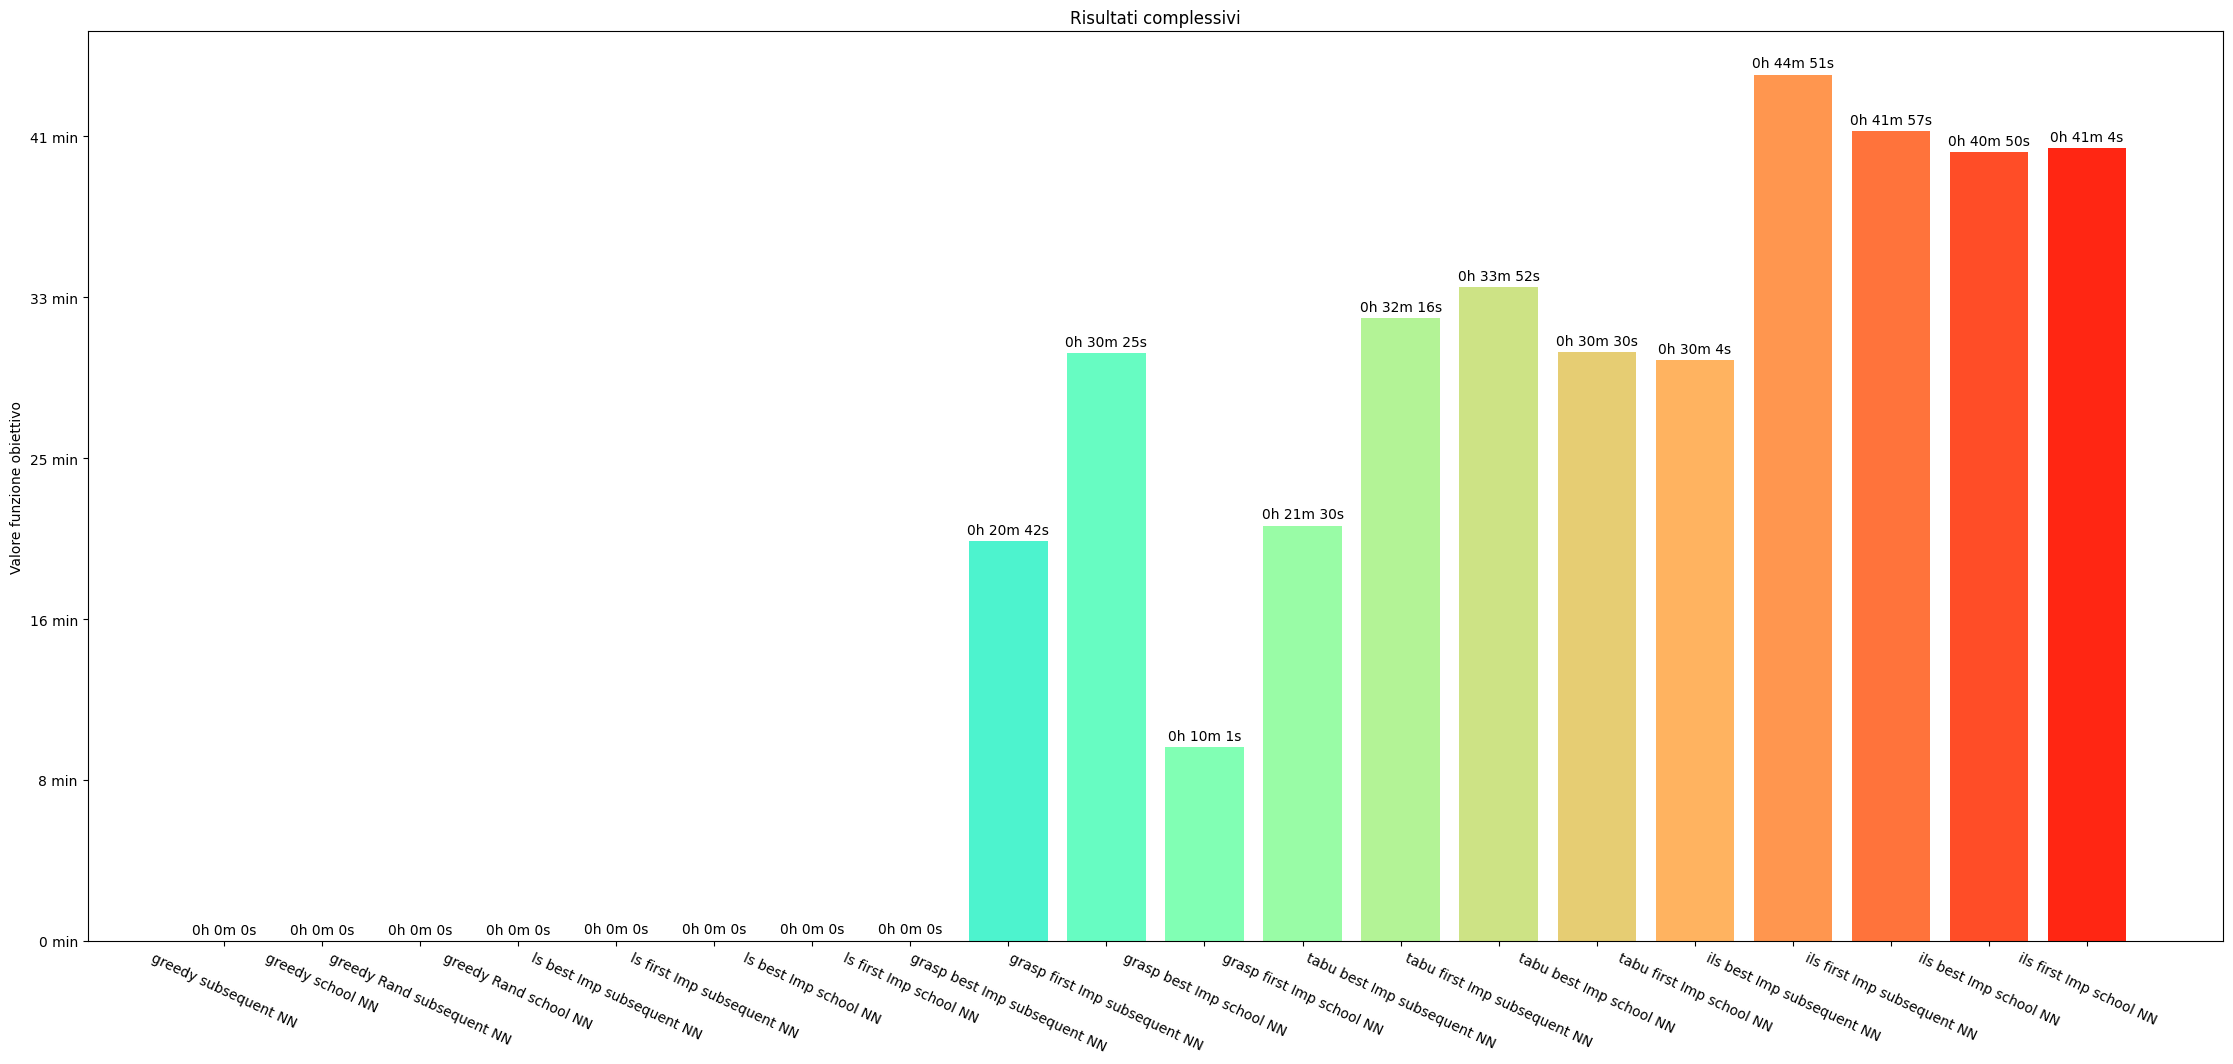 Risultati complessivi
Valore funzione obiettivo
41 min
33 min
25 min
16 min
8 min
0 min
0h 0m 0s
0h 0m 0s
0h 0m 0s
0h 0m 0s
0h 0m 0s
0h 0m 0s
0h 0m 0s
0h 0m 0s
0h 20m 42s
0h 30m 25s
0h 10m 1s
0h 21m 30s
0h 32m 16s
0h 33m 52s
0h 30m 30s
0h 30m 4s
0h 44m 51s
0h 41m 57s
0h 40m 50s
0h 41m 4s
greedy subsequent NN
greedy school NN
greedy Rand subsequent NN
greedy Rand school NN
ls best Imp subsequent NN
ls first Imp subsequent NN
ls best Imp school NN
ls first Imp school NN
grasp best Imp subsequent NN
grasp first Imp subsequent NN
grasp best Imp school NN
grasp first Imp school NN
tabu best Imp subsequent NN
tabu first Imp subsequent NN
tabu best Imp school NN
tabu first Imp school NN
ils best Imp subsequent NN
ils first Imp subsequent NN
ils best Imp school NN
ils first Imp school NN